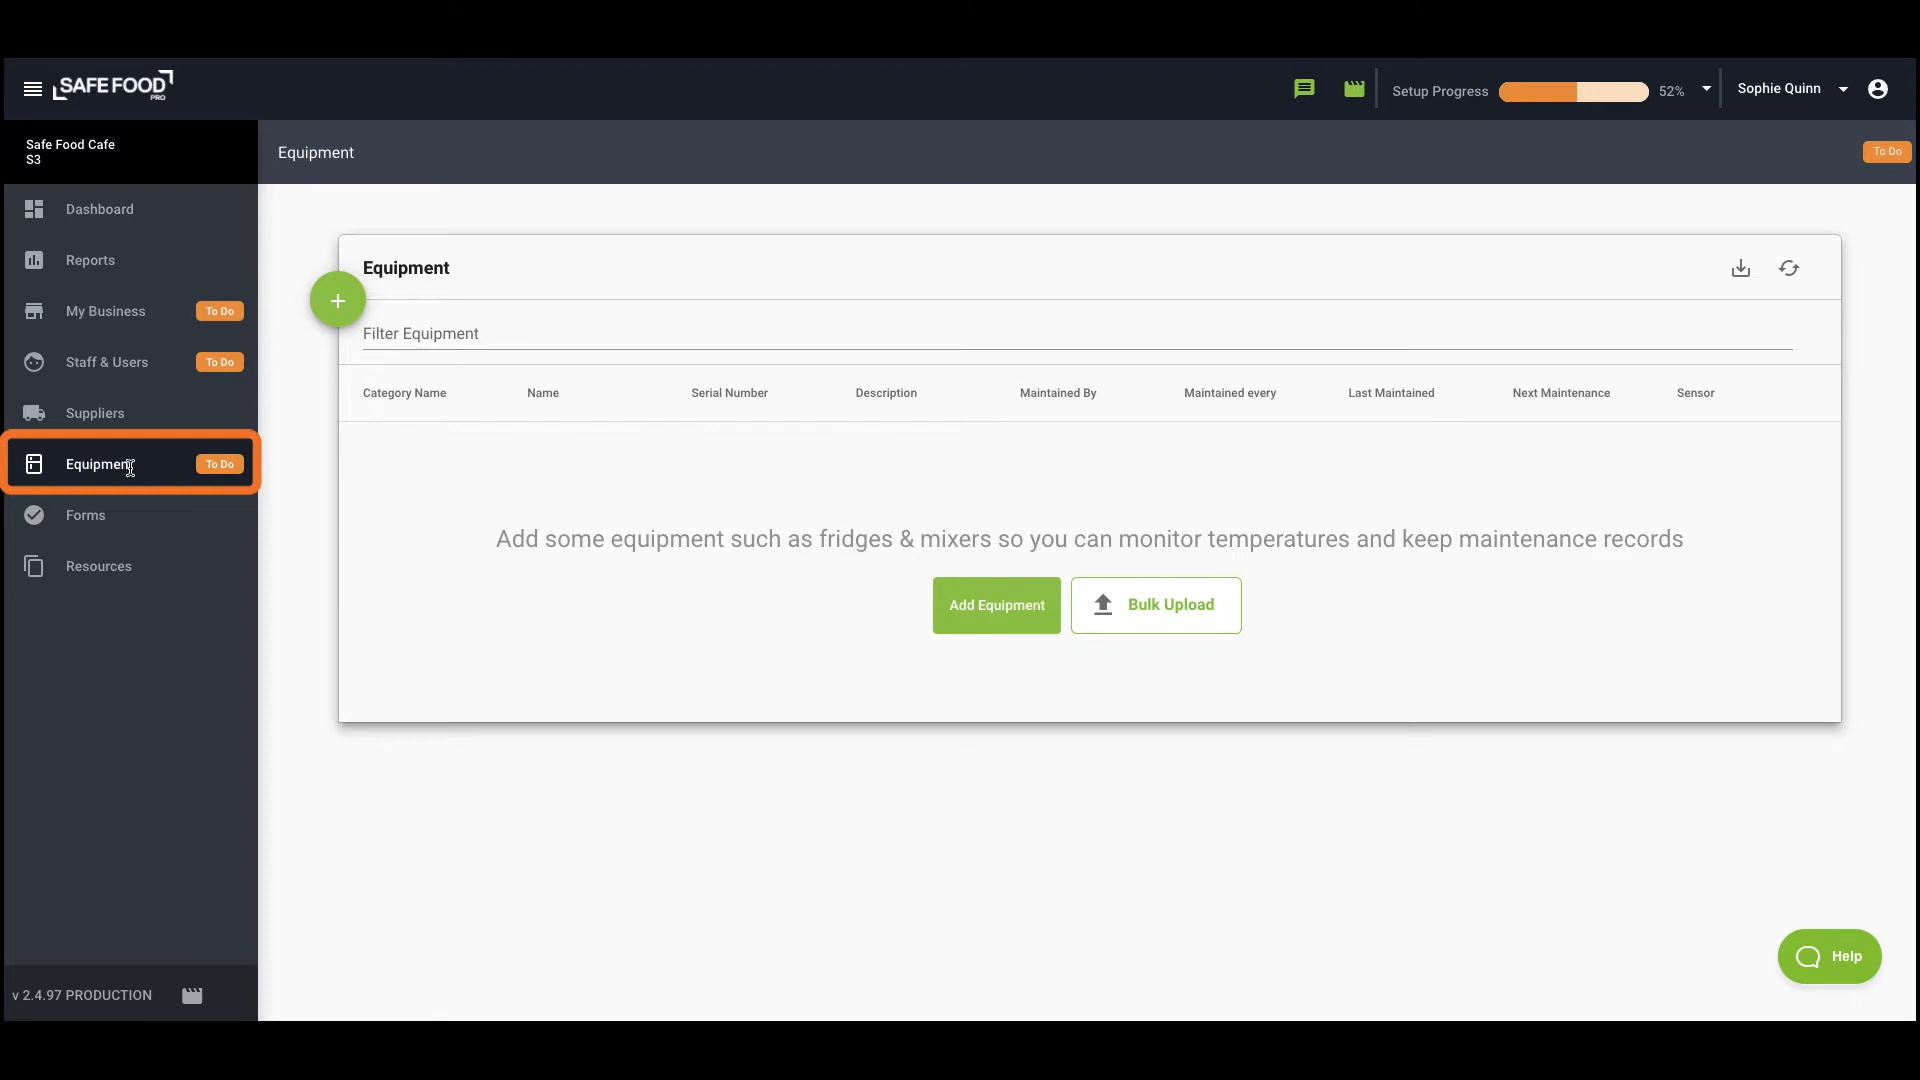 SAFE FOOD PRO
Setup Progress 52% Sophie Quinn
Safe Food Cafe
S3
Equipment To Do
Dashboard
Reports
My Business To Do
Staff & Users To Do
Suppliers
Equipment To Do
Forms
Resources
v 2.4.97 PRODUCTION
Equipment
Filter Equipment
Category Name Name Serial Number Description Maintained By Maintained every Last Maintained Next Maintenance Sensor
Add some equipment such as fridges & mixers so you can monitor temperatures and keep maintenance records
Add Equipment Bulk Upload
Help